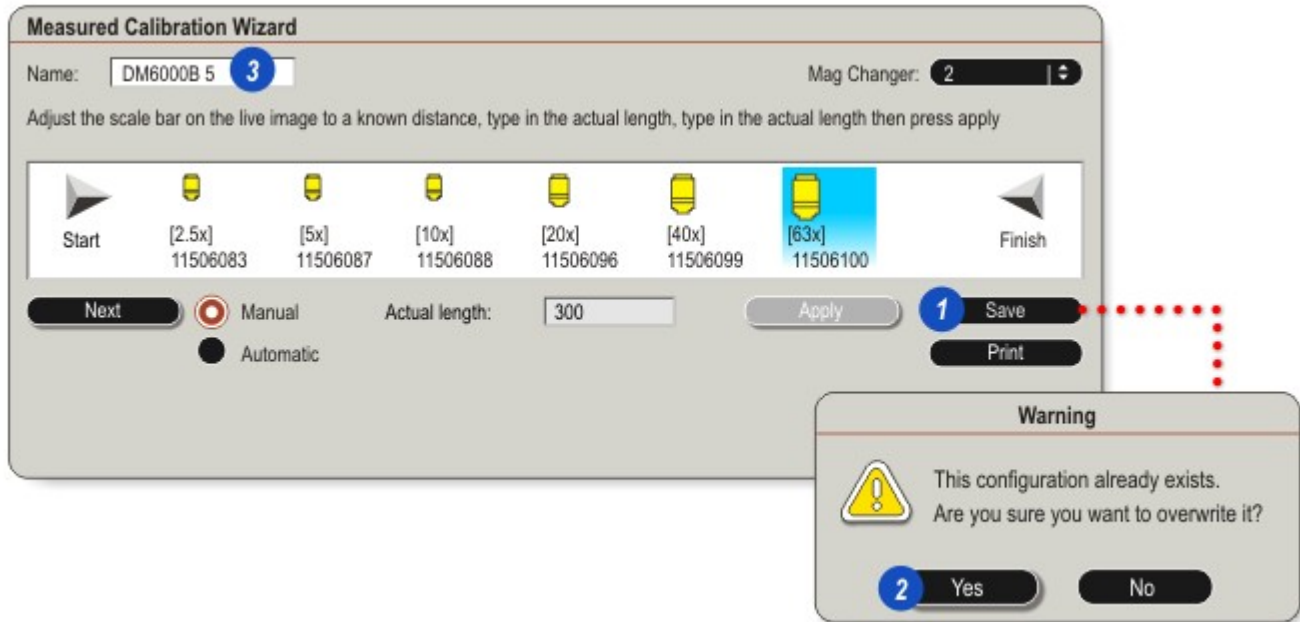 Measured Calibration Wizard
Name: DM6000B 5 3 Mag Changer: 2
Adjust the scale bar on the live image to a known distance, type in the actual length, type in the actual length then press apply
Start [2.5x] [5x] [10x] [20x] [40x] [63x] Finish
11506083 11506087 11506088 11506096 11506099 11506100
Next Manual Actual length: 300 Apply 1 Save
Automatic Print
Warning
This configuration already exists.
Are you sure you want to overwrite it?
2 Yes No